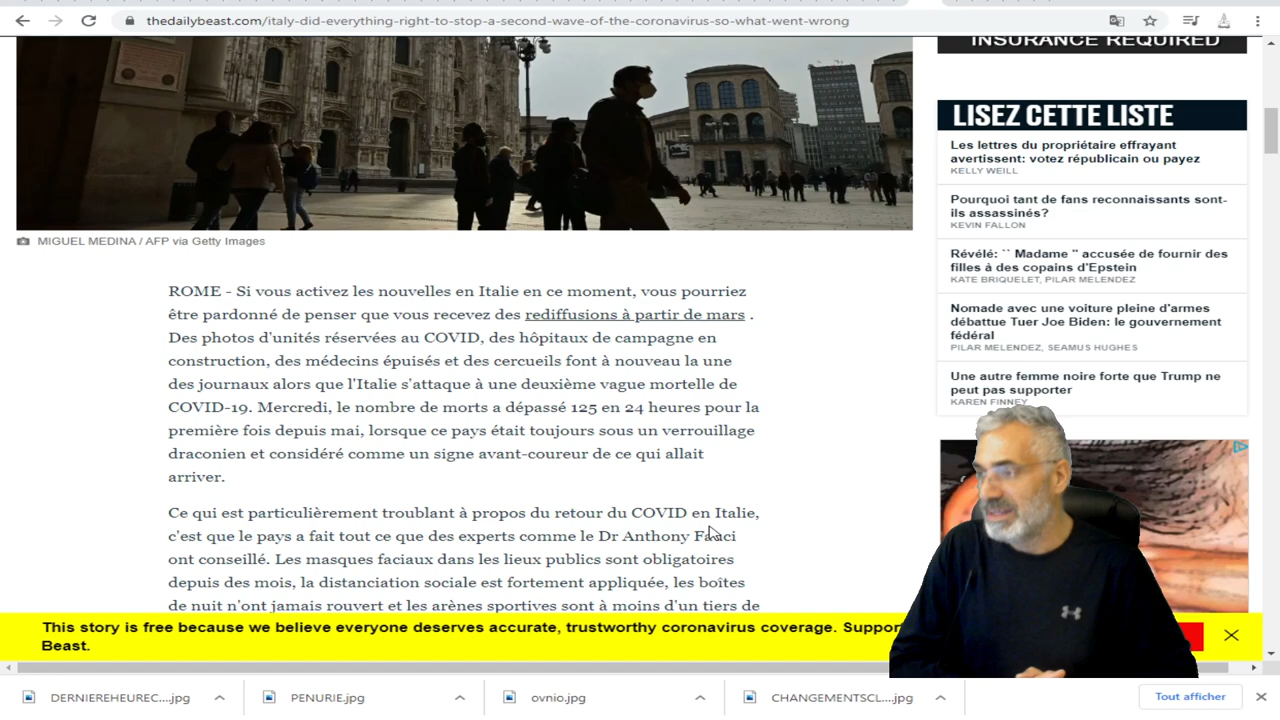 thedailybeast.com/italy-did-everything-right-to-stop-a-second-wave-of-the-coronavirus-so-what-went-wrong
INSURANCE REQUIRED
LISEZ CETTE LISTE
Les lettres du propriétaire effrayant
avertissent: votez républicain ou payez
KELLY WEILL
Pourquoi tant de fans reconnaissants sont-
ils assassinés?
KEVIN FALLON
Révélé: `` Madame '' accusée de fournir des
filles à des copains d'Epstein
KATE BRIQUELET, PILAR MELENDEZ
Nomade avec une voiture pleine d'armes
débattue Tuer Joe Biden: le gouvernement
fédéral
PILAR MELENDEZ, SEAMUS HUGHES
Une autre femme noire forte que Trump ne
peut pas supporter
KAREN FINNEY
MIGUEL MEDINA / AFP via Getty Images
ROME - Si vous activez les nouvelles en Italie en ce moment, vous pourriez
être pardonné de penser que vous recevez des rediffusions à partir de mars .
Des photos d'unités réservées au COVID, des hôpitaux de campagne en
construction, des médecins épuisés et des cercueils font à nouveau la une
des journaux alors que l'Italie s'attaque à une deuxième vague mortelle de
COVID-19. Mercredi, le nombre de morts a dépassé 125 en 24 heures pour la
première fois depuis mai, lorsque ce pays était toujours sous un verrouillage
draconien et considéré comme un signe avant-coureur de ce qui allait
arriver.
Ce qui est particulièrement troublant à propos du retour du COVID en Italie,
c'est que le pays a fait tout ce que des experts comme le Dr Anthony Fauci
ont conseillé. Les masques faciaux dans les lieux publics sont obligatoires
depuis des mois, la distanciation sociale est fortement appliquée, les boîtes
de nuit n'ont jamais rouvert et les arènes sportives sont à moins d'un tiers de
This story is free because we believe everyone deserves accurate, trustworthy coronavirus coverage.
Beast.
DERNIEREHEUREC....jpg
PENURIE.jpg
ovnio.jpg
CHANGEMENTSCL....jpg
Tout afficher